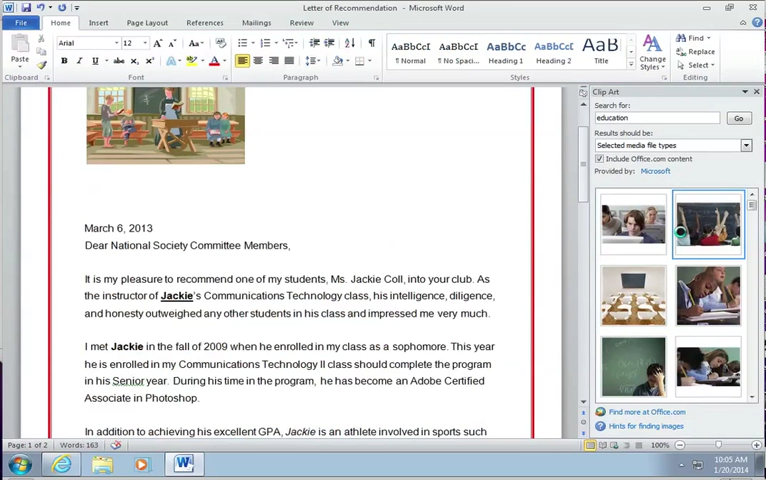 Letter of Recommendation - Microsoft Word
File Home Insert Page Layout References Mailings Review View
Paste
Arial 12
B I U abc
AaBbCcI AaBbCcI AaBbCc AaBbCcI AaB
¶ Normal ¶ No Spaci... Heading 1 Heading 2 Styles
Change Styles
Find
Replace
Select
Clipboard Font Paragraph Styles Editing
Clip Art
Search for:
education Go
Results should be:
Selected media file types
Include Office.com content
Provided by: Microsoft
March 6, 2013
Dear National Society Committee Members,
It is my pleasure to recommend one of my students, Ms. Jackie Coll, into your club. As
the instructor of Jackie's Communications Technology class, his intelligence, diligence,
and honesty outweighed any other students in his class and impressed me very much.
I met Jackie in the fall of 2009 when he enrolled in my class as a sophomore. This year
he is enrolled in my Communications Technology II class should complete the program
in his Senior year. During his time in the program, he has become an Adobe Certified
Associate in Photoshop.
In addition to achieving his excellent GPA, Jackie is an athlete involved in sports such
Find more at Office.com
Hints for finding images
Page: 1 of 2 Words: 163 100%
10:05 AM
1/20/2014